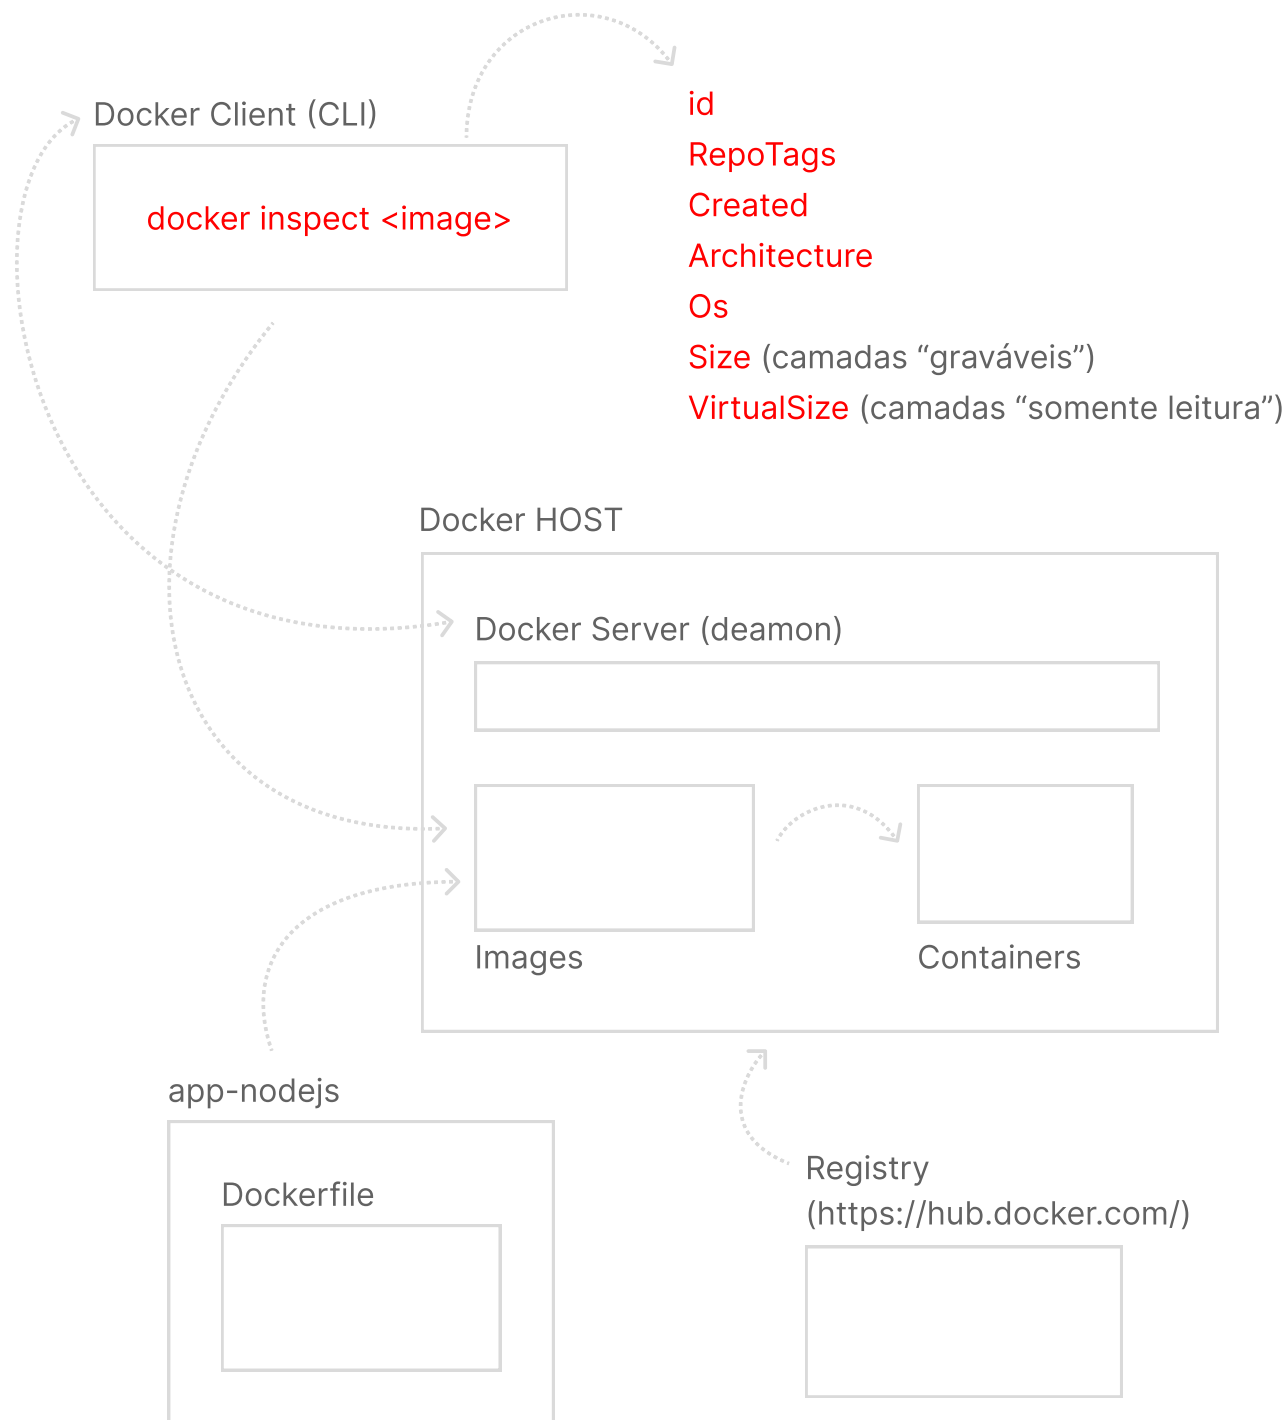 Docker Client (CLI)
docker inspect <image>
id
RepoTags
Created
Architecture
Os
Size (camadas “graváveis”)
VirtualSize (camadas “somente leitura”)
Docker HOST
Docker Server (deamon)
Images
Containers
app-nodejs
Dockerfile
Registry
(https://hub.docker.com/)